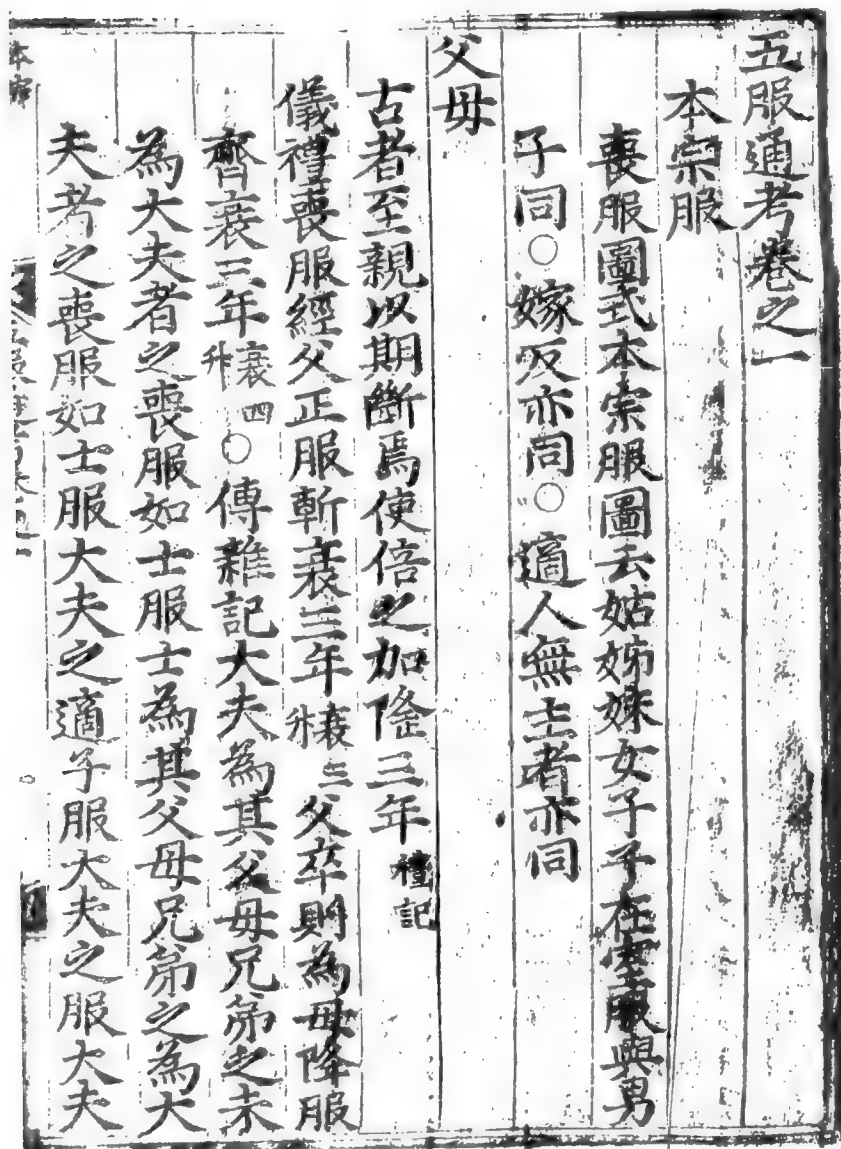 五服通考卷之一
本宗服
喪服圖式本宗服圖云姑姊妹女子子在室服與男
子同○嫁反亦同○適人無主者亦同
父母
古者至親以期斷焉使倍之加隆三年禮記
儀禮喪服經父正服斬衰三年衰三升父卒則為母降服
齊衰三年衰四升○傳雜記大夫為其父母兄弟之未
為大夫者之喪服如士服士為其父母兄弟之為大
夫者之喪服如士服大夫之適子服大夫之服大夫
本宗